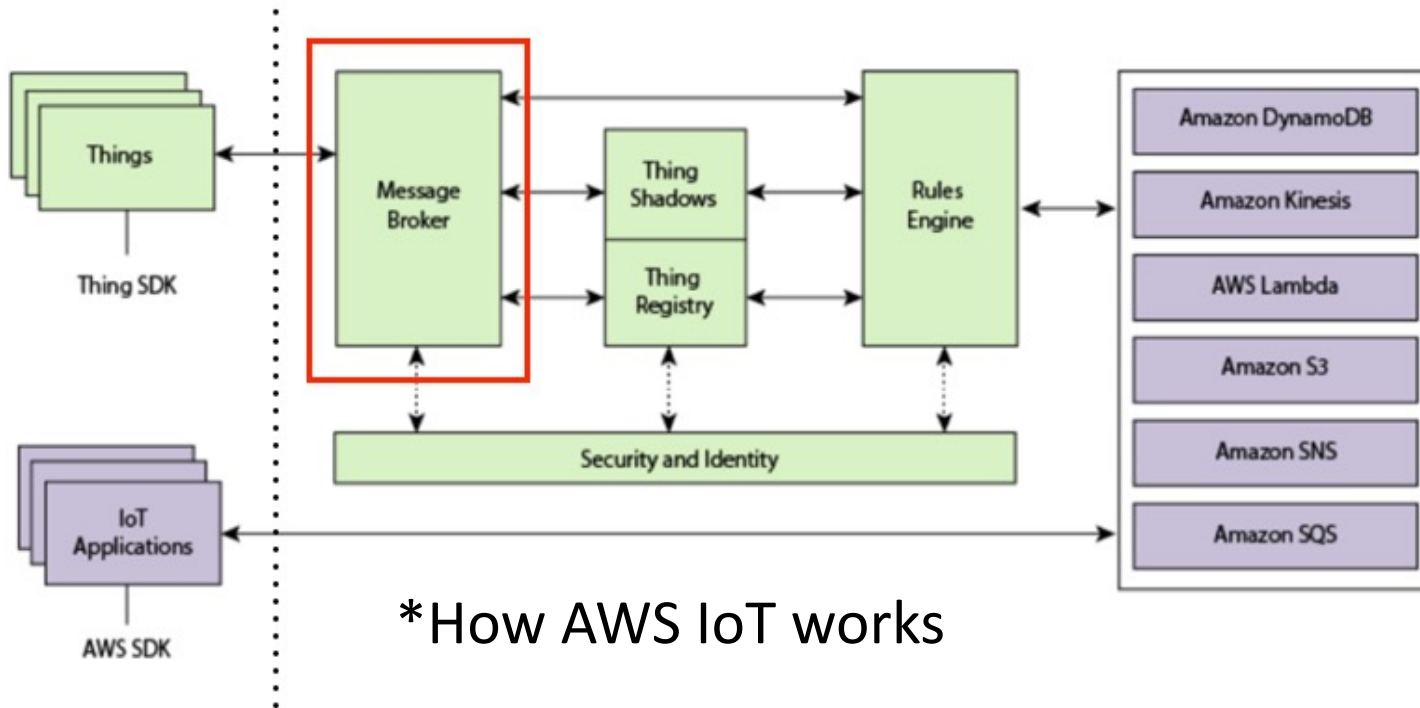 Things
Thing SDK
Message
Broker
Thing
Shadows
Thing
Registry
Rules
Engine
Security and Identity
Amazon DynamoDB
Amazon Kinesis
AWS Lambda
Amazon S3
Amazon SNS
Amazon SQS
IoT
Applications
AWS SDK
*How AWS IoT works